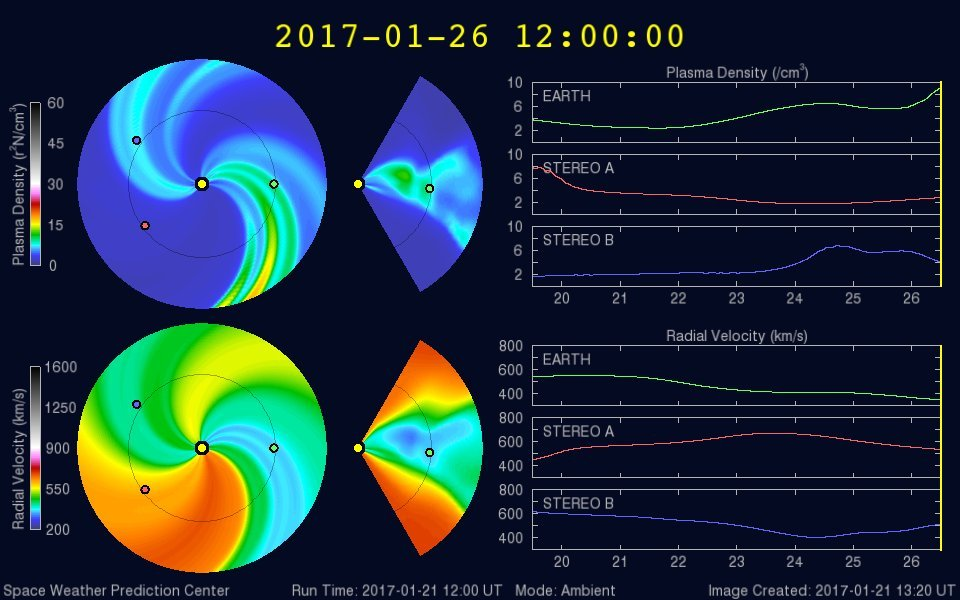 2017-01-26 12:00:00
Plasma Density (r²N/cm³)
60
45
30
15
0
Plasma Density (/cm³)
EARTH
10
6
2
STEREO A
10
6
2
STEREO B
10
6
2
20 21 22 23 24 25 26
Radial Velocity (km/s)
1600
1250
900
550
200
Radial Velocity (km/s)
EARTH
800
600
400
STEREO A
800
600
400
STEREO B
800
600
400
20 21 22 23 24 25 26
Space Weather Prediction Center Run Time: 2017-01-21 12:00 UT Mode: Ambient Image Created: 2017-01-21 13:20 UT